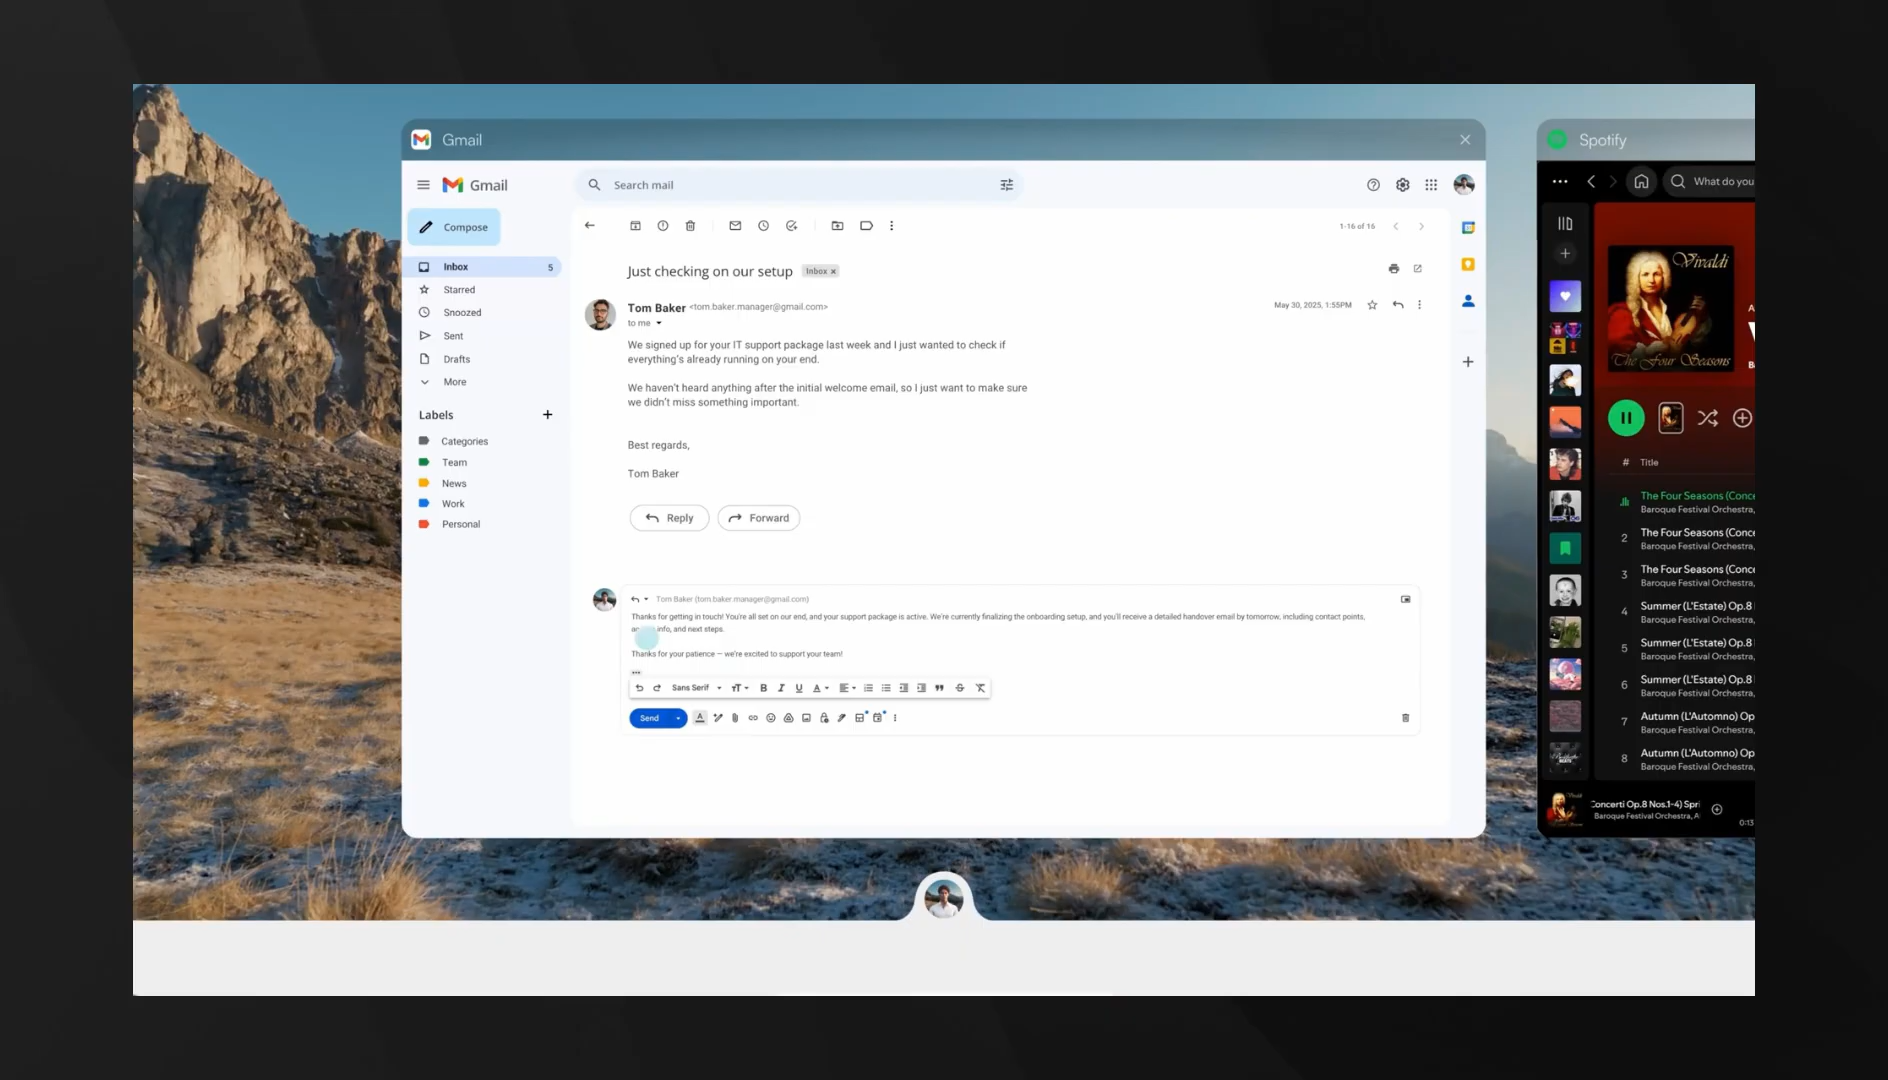 Gmail
Gmail
Search mail
Compose
Inbox 5
Starred
Snoozed
Sent
Drafts
More
Labels
Categories
Team
News
Work
Personal
1-16 of 16
Just checking on our setup Inbox x
Tom Baker <tom.baker.manager@gmail.com>
May 30, 2025, 1:55PM
to me
We signed up for your IT support package last week and I just wanted to check if
everything's already running on your end.
We haven't heard anything after the initial welcome email, so I just want to make sure
we didn't miss something important.
Best regards,
Tom Baker
Reply Forward
Tom Baker (tom.baker.manager@gmail.com)
Thanks for getting in touch! You're all set on our end, and your support package is active. We're currently finalizing the onboarding setup, and you'll receive a detailed handover email by tomorrow, including contact points,
info, and next steps.
Thanks for your patience — we're excited to support your team!
Sans Serif
Send
Spotify
What do you
Vivaldi
The Four Seasons
# Title
The Four Seasons (Conce
Baroque Festival Orchestra,
2 The Four Seasons (Conce
Baroque Festival Orchestra,
3 The Four Seasons (Conce
Baroque Festival Orchestra,
4 Summer (L'Estate) Op.8
Baroque Festival Orchestra,
5 Summer (L'Estate) Op.8
Baroque Festival Orchestra,
6 Summer (L'Estate) Op.8
Baroque Festival Orchestra,
7 Autumn (L'Automno) Op
Baroque Festival Orchestra,
8 Autumn (L'Automno) Op
Baroque Festival Orchestra,
Concerti Op.8 Nos.1-4) Spri
Baroque Festival Orchestra, A
0:13